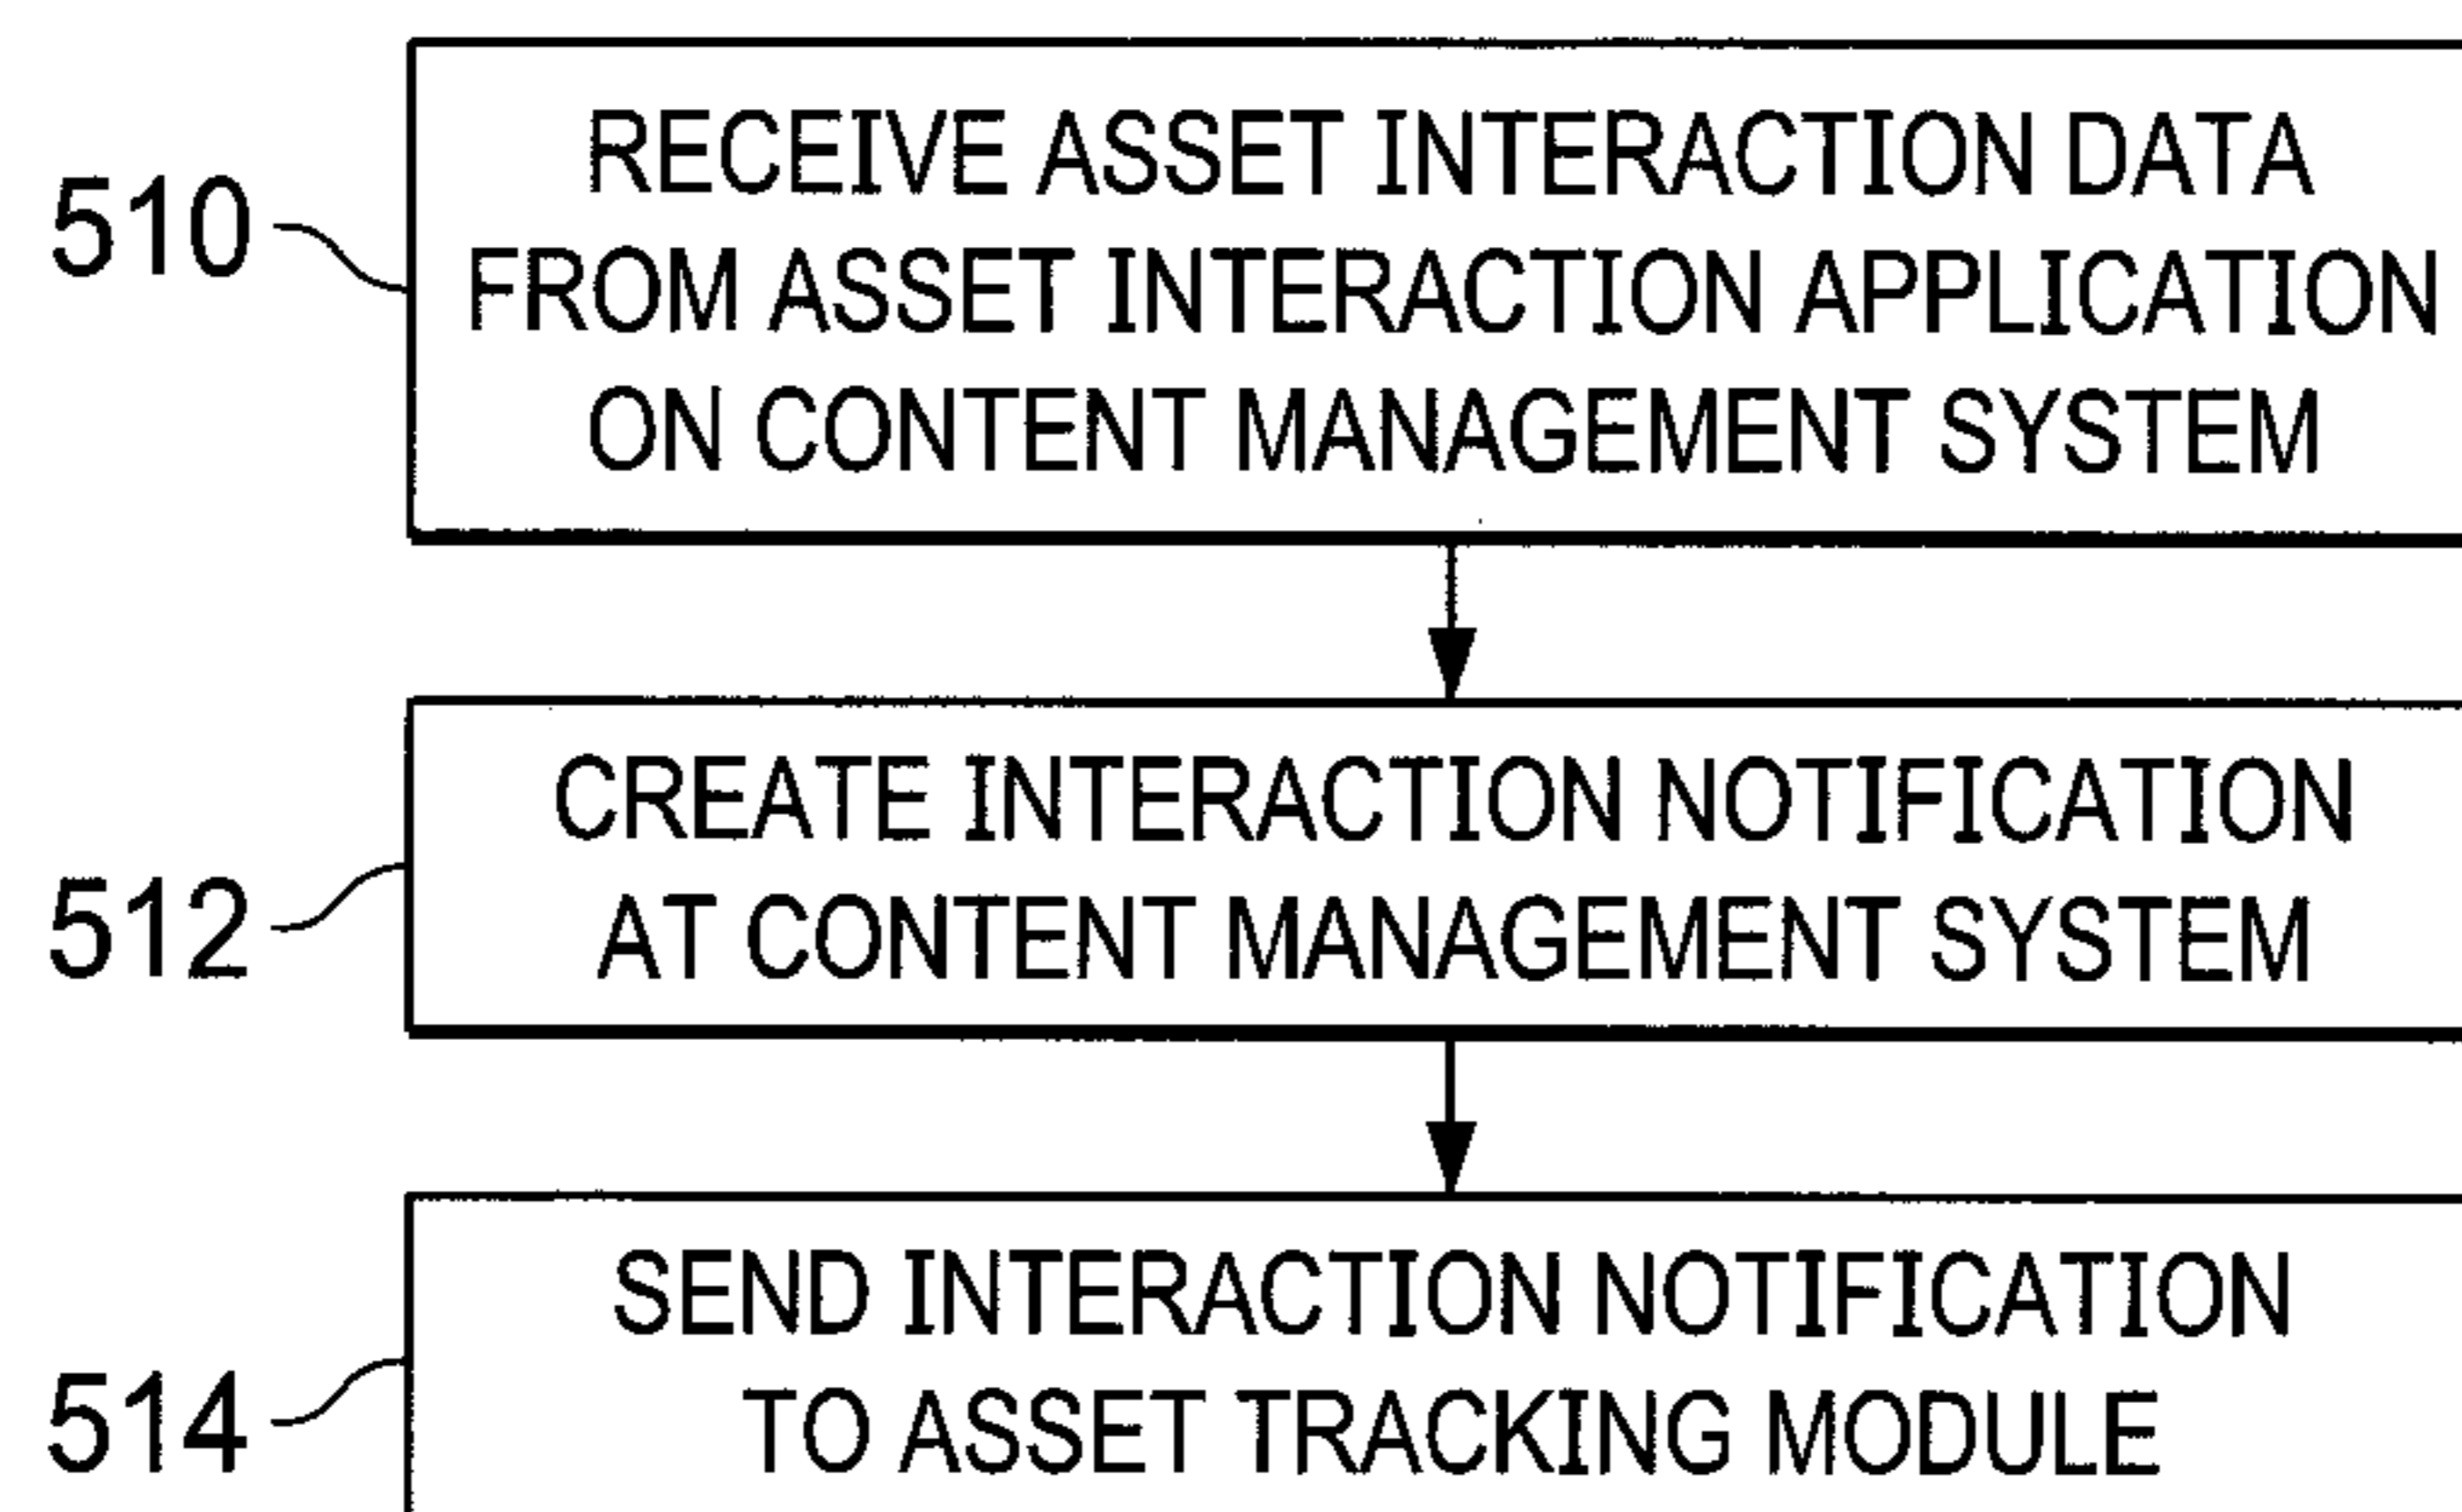 RECEIVE ASSET INTERACTION DATA
510
FROM ASSET INTERACTION APPLICATION
ON CONTENT MANAGEMENT SYSTEM
CREATE INTERACTION NOTIFICATION
512
AT CONTENT MANAGEMENT SYSTEM
SEND INTERACTION NOTIFICATION
514
TO ASSET TRACKING MODULE